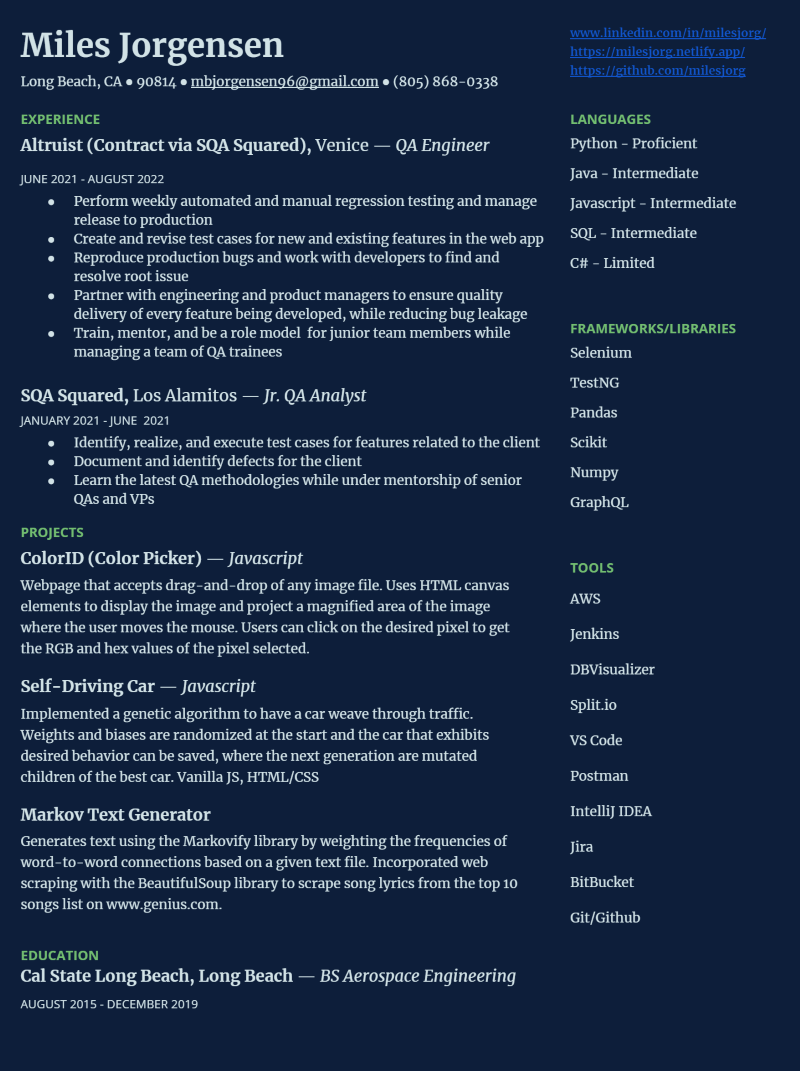 Miles Jorgensen
Long Beach, CA ● 90814 ● mbjorgensen96@gmail.com ● (805) 868-0338
www.linkedin.com/in/milesjorg/
https://milesjorg.netlify.app/
https://github.com/milesjorg
EXPERIENCE
Altruist (Contract via SQA Squared), Venice — QA Engineer
JUNE 2021 - AUGUST 2022
● Perform weekly automated and manual regression testing and manage
release to production
● Create and revise test cases for new and existing features in the web app
● Reproduce production bugs and work with developers to find and
resolve root issue
● Partner with engineering and product managers to ensure quality
delivery of every feature being developed, while reducing bug leakage
● Train, mentor, and be a role model  for junior team members while
managing a team of QA trainees
SQA Squared, Los Alamitos — Jr. QA Analyst
JANUARY 2021 - JUNE  2021
● Identify, realize, and execute test cases for features related to the client
● Document and identify defects for the client
● Learn the latest QA methodologies while under mentorship of senior
QAs and VPs
PROJECTS
ColorID (Color Picker) — Javascript
Webpage that accepts drag-and-drop of any image file. Uses HTML canvas
elements to display the image and project a magnified area of the image
where the user moves the mouse. Users can click on the desired pixel to get
the RGB and hex values of the pixel selected.
Self-Driving Car — Javascript
Implemented a genetic algorithm to have a car weave through traffic.
Weights and biases are randomized at the start and the car that exhibits
desired behavior can be saved, where the next generation are mutated
children of the best car. Vanilla JS, HTML/CSS
Markov Text Generator
Generates text using the Markovify library by weighting the frequencies of
word-to-word connections based on a given text file. Incorporated web
scraping with the BeautifulSoup library to scrape song lyrics from the top 10
songs list on www.genius.com.
EDUCATION
Cal State Long Beach, Long Beach — BS Aerospace Engineering
AUGUST 2015 - DECEMBER 2019
LANGUAGES
Python - Proficient
Java - Intermediate
Javascript - Intermediate
SQL - Intermediate
C# - Limited
FRAMEWORKS/LIBRARIES
Selenium
TestNG
Pandas
Scikit
Numpy
GraphQL
TOOLS
AWS
Jenkins
DBVisualizer
Split.io
VS Code
Postman
IntelliJ IDEA
Jira
BitBucket
Git/Github